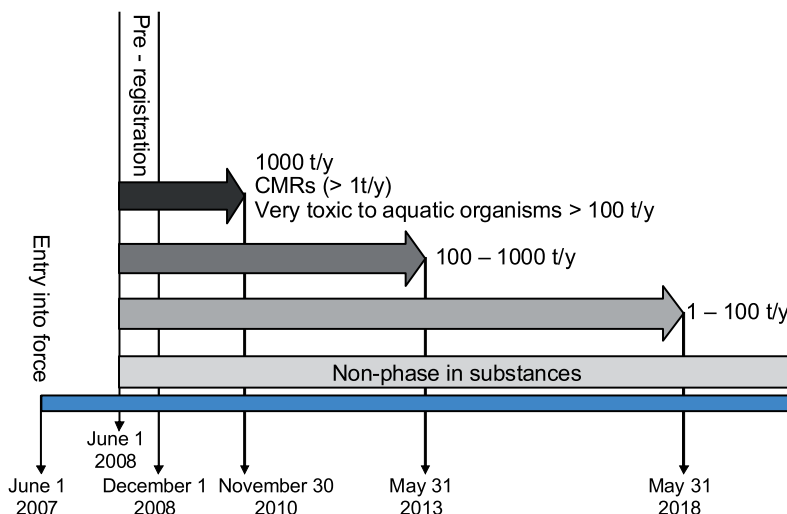 Pre - registration
1000 t/y
CMRs (> 1t/y)
Very toxic to aquatic organisms > 100 t/y
Entry into force
100 – 1000 t/y
1 – 100 t/y
Non-phase in substances
June 1
2008
June 1
2007
December 1
2008
November 30
2010
May 31
2013
May 31
2018